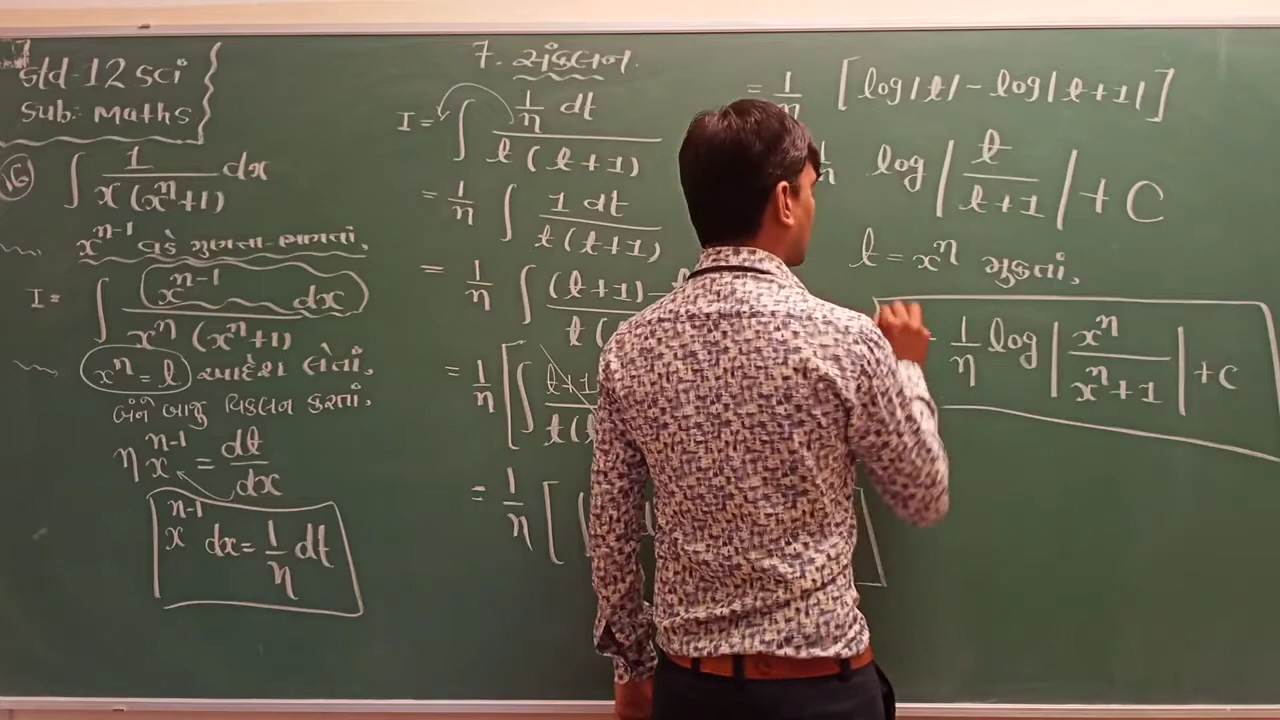 Std-12 sci
Sub:- Maths
16 ∫ 1/(x(xⁿ+1)) dx
xⁿ⁻¹ વડે ગુણતા-ભાગતાં,
I = ∫ xⁿ⁻¹ dx/(xⁿ(xⁿ+1))
xⁿ = t આદેશ લેતાં,
બંને બાજુ વિકલન કરતાં,
nxⁿ⁻¹ = dt/dx
xⁿ⁻¹ dx = 1/n dt
7. સંકલન.
I = ∫ (1/n dt)/(t(t+1))
= 1/n ∫ 1 dt/(t(t+1))
= 1/n ∫ (t+1)-
= 1/n [∫ t+1
= 1/n [∫
= 1/n [log|t| - log|t+1|]
log |t/(t+1)| + C
t = xⁿ મુકતાં,
1/n log |xⁿ/(xⁿ+1)| + C